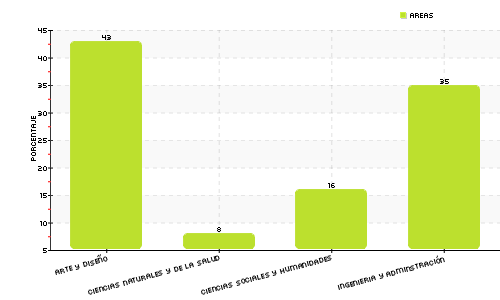 AREAS
45
40
35
30
25
20
15
10
5
PORCENTAJE
43
8
16
35
ARTE Y DISEÑO
CIENCIAS NATURALES Y DE LA SALUD
CIENCIAS SOCIALES Y HUMANIDADES
INGENIERIA Y ADMINSTRACIÓN